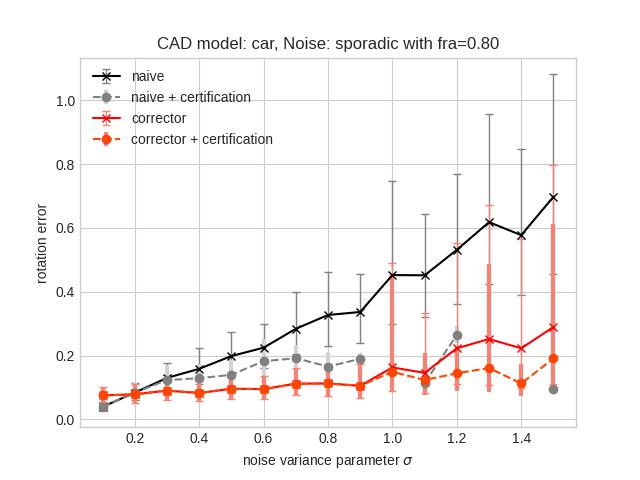 CAD model: car, Noise: sporadic with fra=0.80
naive
naive + certification
corrector
corrector + certification
rotation error
1.0
0.8
0.6
0.4
0.2
0.0
0.2 0.4 0.6 0.8 1.0 1.2 1.4
noise variance parameter σ